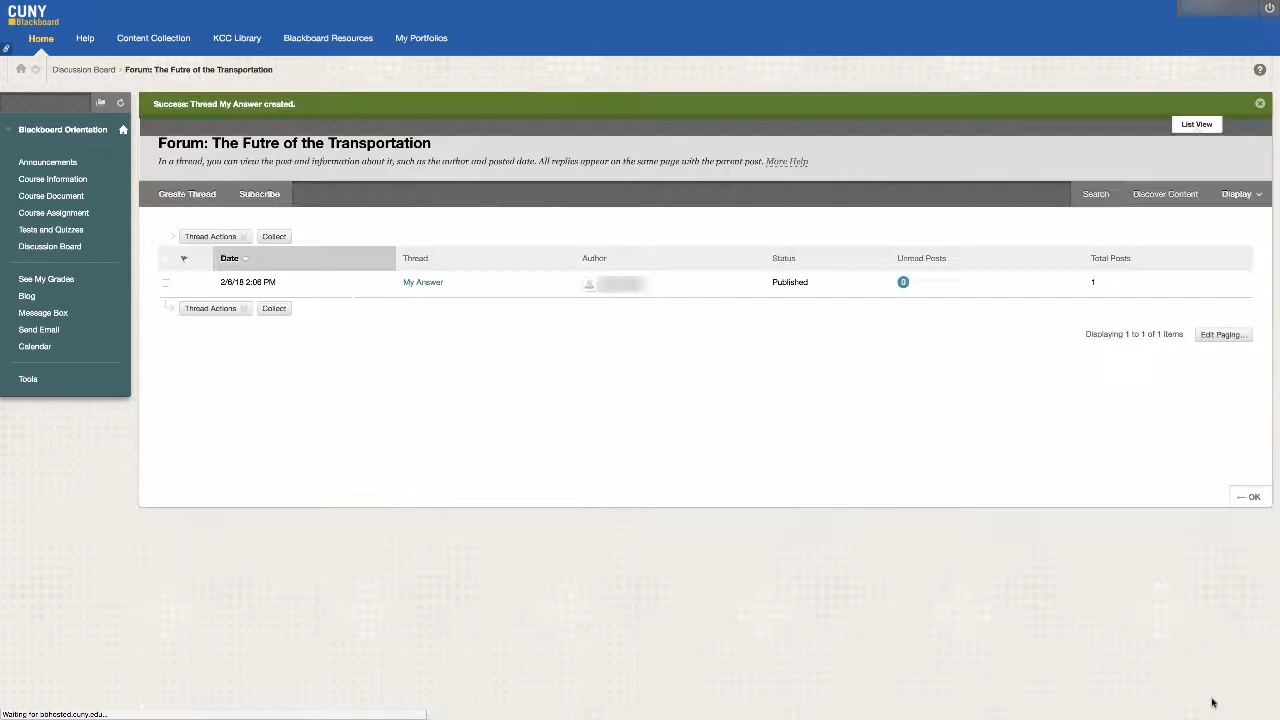 CUNY
Blackboard
Home Help Content Collection KCC Library Blackboard Resources My Portfolios
Discussion Board > Forum: The Futre of the Transportation
Success: Thread My Answer created.
List View
Blackboard Orientation
Forum: The Futre of the Transportation
In a thread, you can view the post and information about it, such as the author and posted date. All replies appear on the same page with the parent post. More Help
Announcements
Course Information
Course Document
Course Assignment
Tests and Quizzes
Discussion Board
See My Grades
Blog
Message Box
Send Email
Calendar
Tools
Create Thread Subscribe Search Discover Content Display
Thread Actions Collect
Date Thread Author Status Unread Posts Total Posts
2/6/18 2:06 PM My Answer Published 0 1
Thread Actions Collect
Displaying 1 to 1 of 1 items Edit Paging...
← OK
Waiting for bbhosted.cuny.edu...